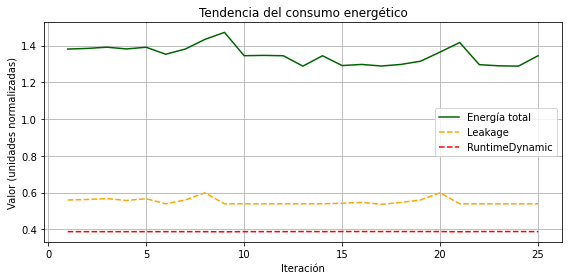 Tendencia del consumo energético
Valor (unidades normalizadas)
1.4
1.2
1.0
0.8
0.6
0.4
Energía total
Leakage
RuntimeDynamic
0
5
10
15
20
25
Iteración